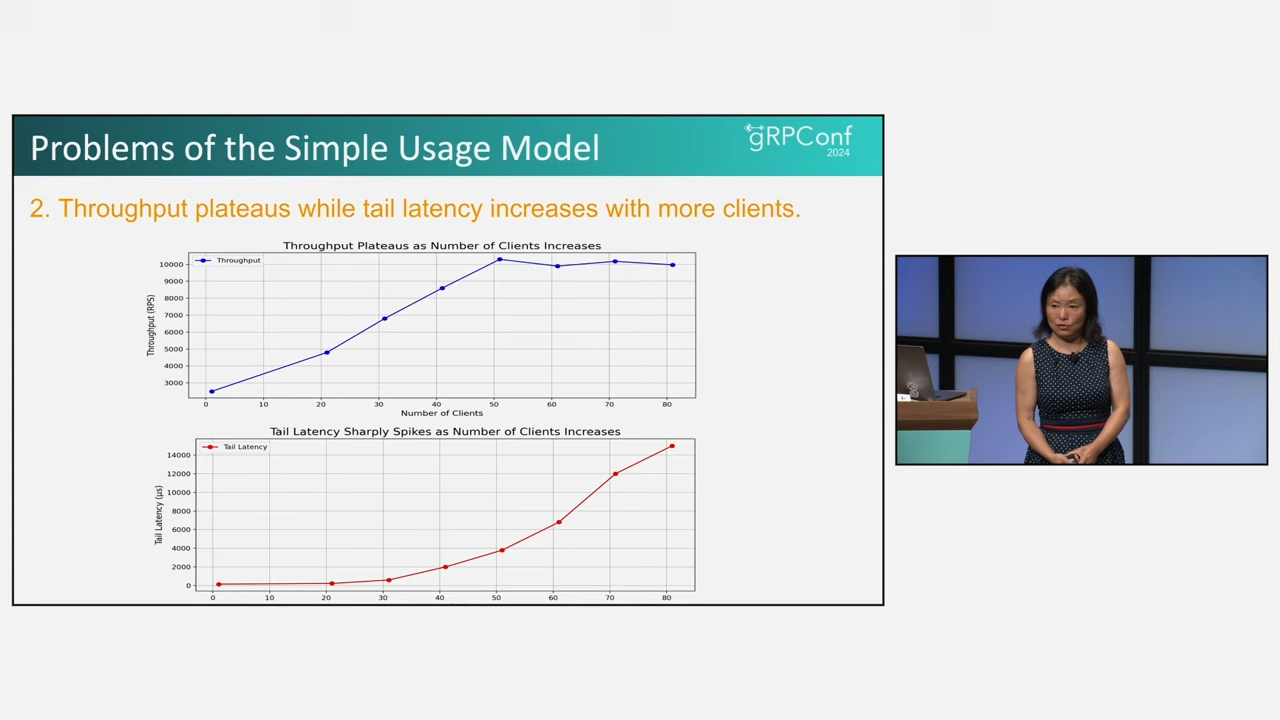 Problems of the Simple Usage Model
gRPConf
2024
2. Throughput plateaus while tail latency increases with more clients.
Throughput Plateaus as Number of Clients Increases
Throughput
Throughput (RPS)
10000
9000
8000
7000
6000
5000
4000
3000
0 10 20 30 40 50 60 70 80
Number of Clients
Tail Latency Sharply Spikes as Number of Clients Increases
Tail Latency
Tail Latency (µs)
14000
12000
10000
8000
6000
4000
2000
0
0 10 20 30 40 50 60 70 80